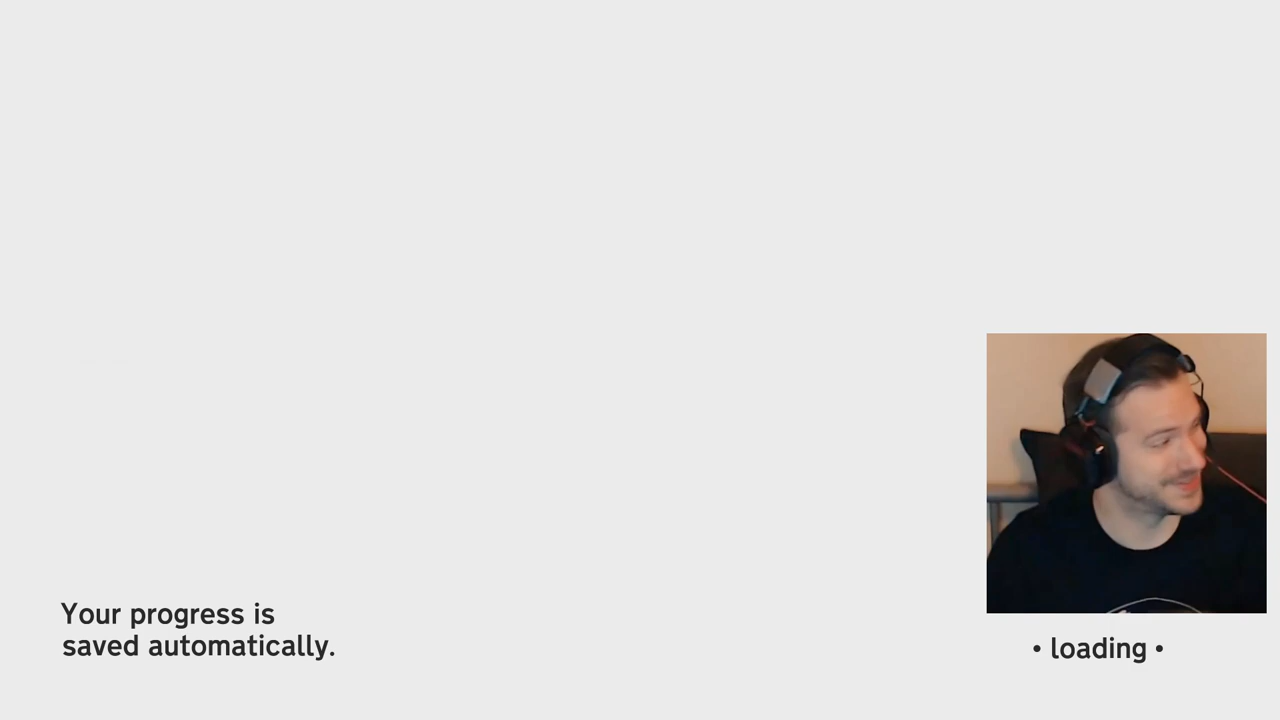 Your progress is
saved automatically.
• loading •